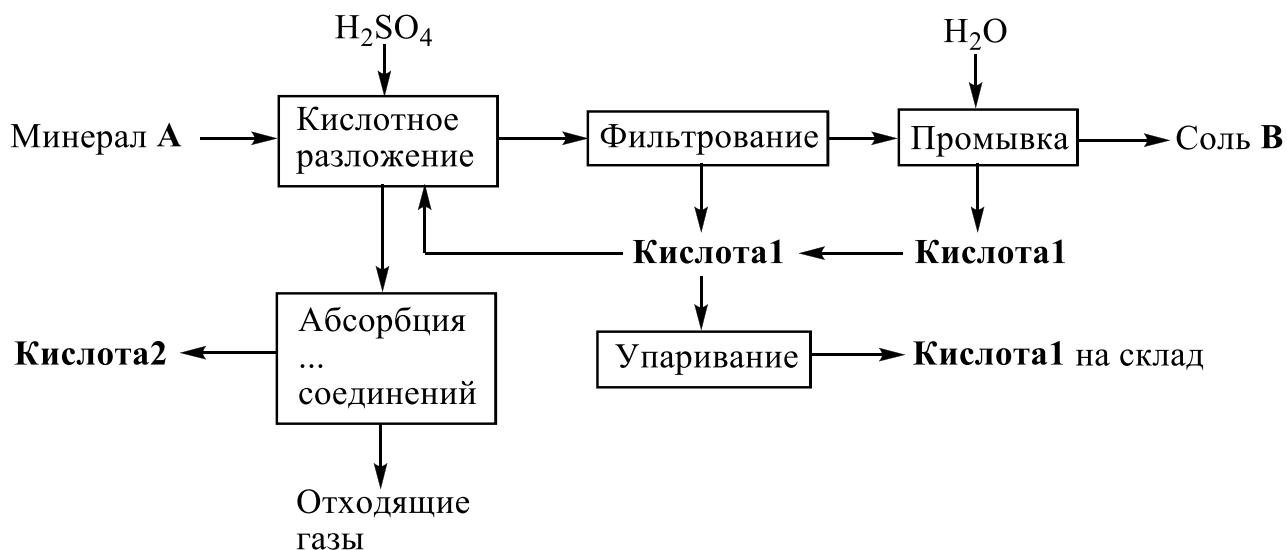 H₂SO₄
H₂O
Минерал А
Кислотное
разложение
Фильтрование
Промывка
Соль В
Кислота1
Кислота1
Абсорбция
...
соединений
Кислота2
Упаривание
Кислота1 на склад
Отходящие
газы